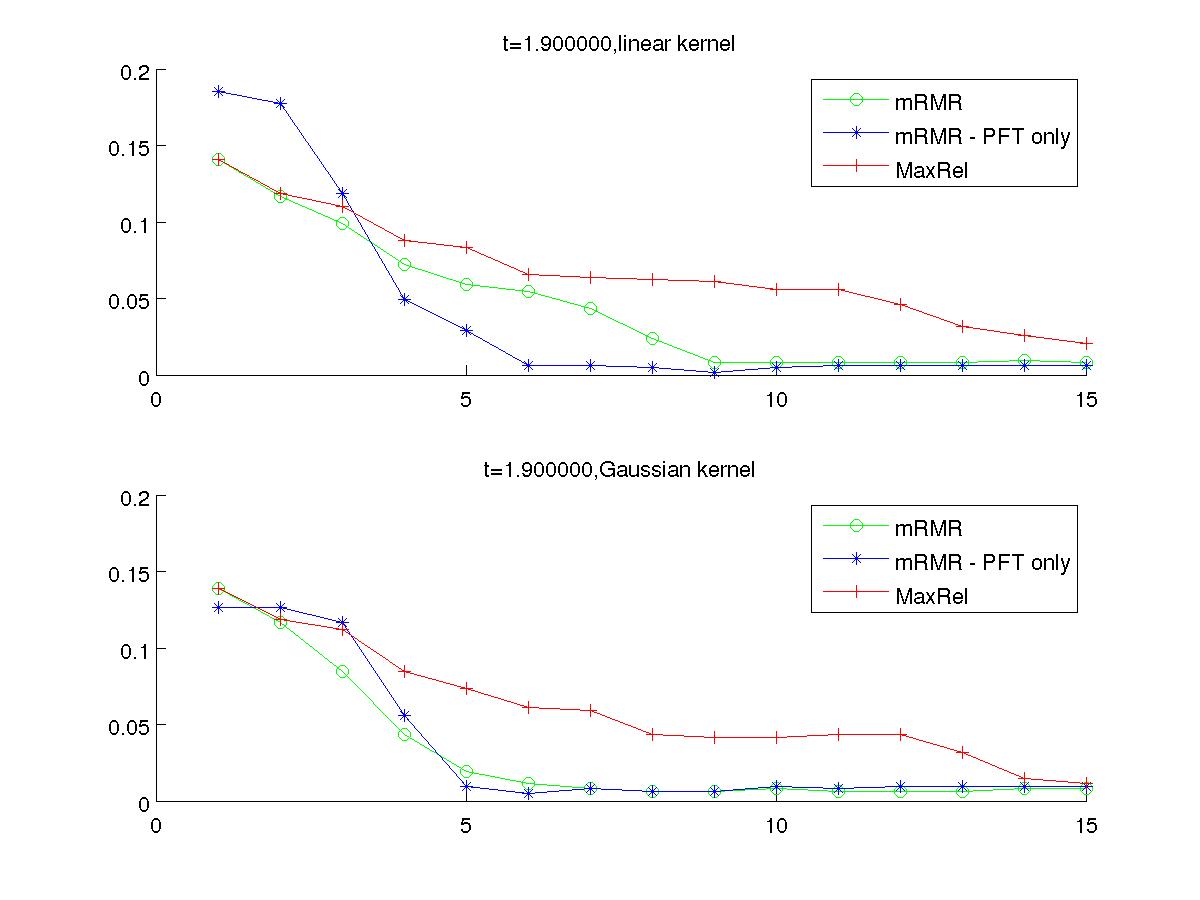 t=1.900000,linear kernel
0.2
0.15
0.1
0.05
0
0 5 10 15
mRMR
mRMR - PFT only
MaxRel
t=1.900000,Gaussian kernel
0.2
0.15
0.1
0.05
0
0 5 10 15
mRMR
mRMR - PFT only
MaxRel